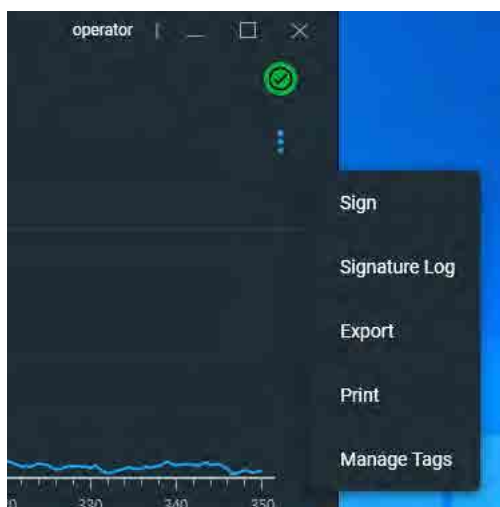 operator
Sign
Signature Log
Export
Print
Manage Tags
330
340
350